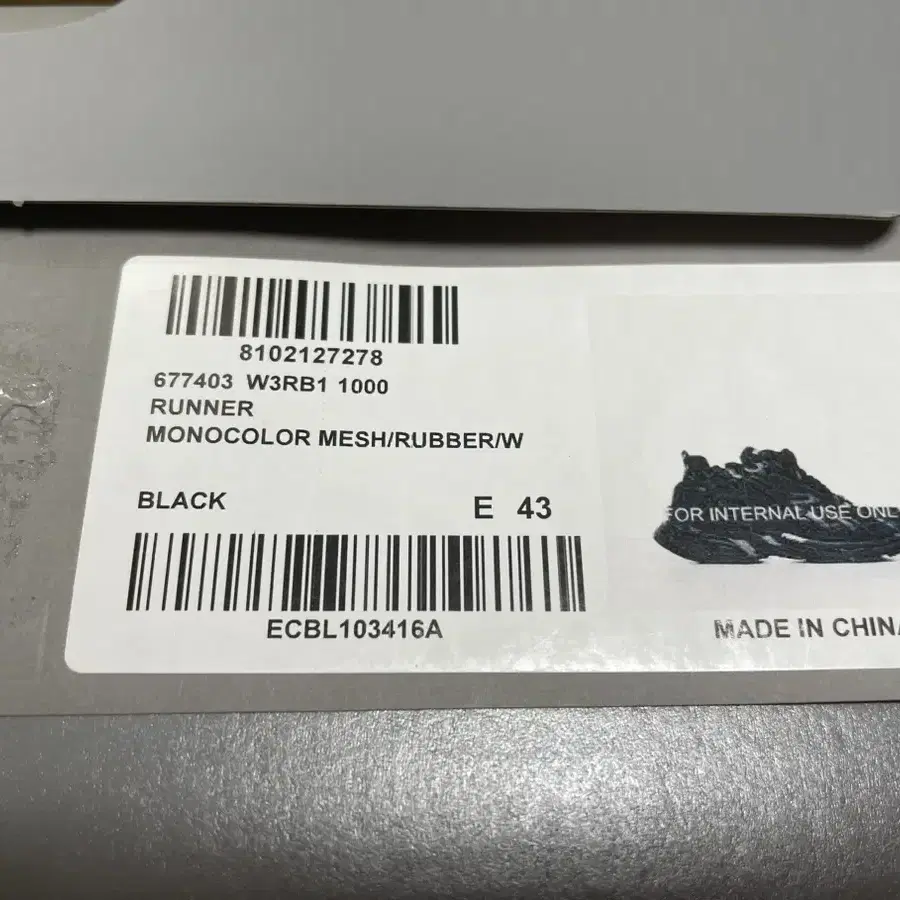 8102127278
677403 W3RB1 1000
RUNNER
MONOCOLOR MESH/RUBBER/W
BLACK E 43
ECBL103416A
FOR INTERNAL USE ONL
MADE IN CHINA